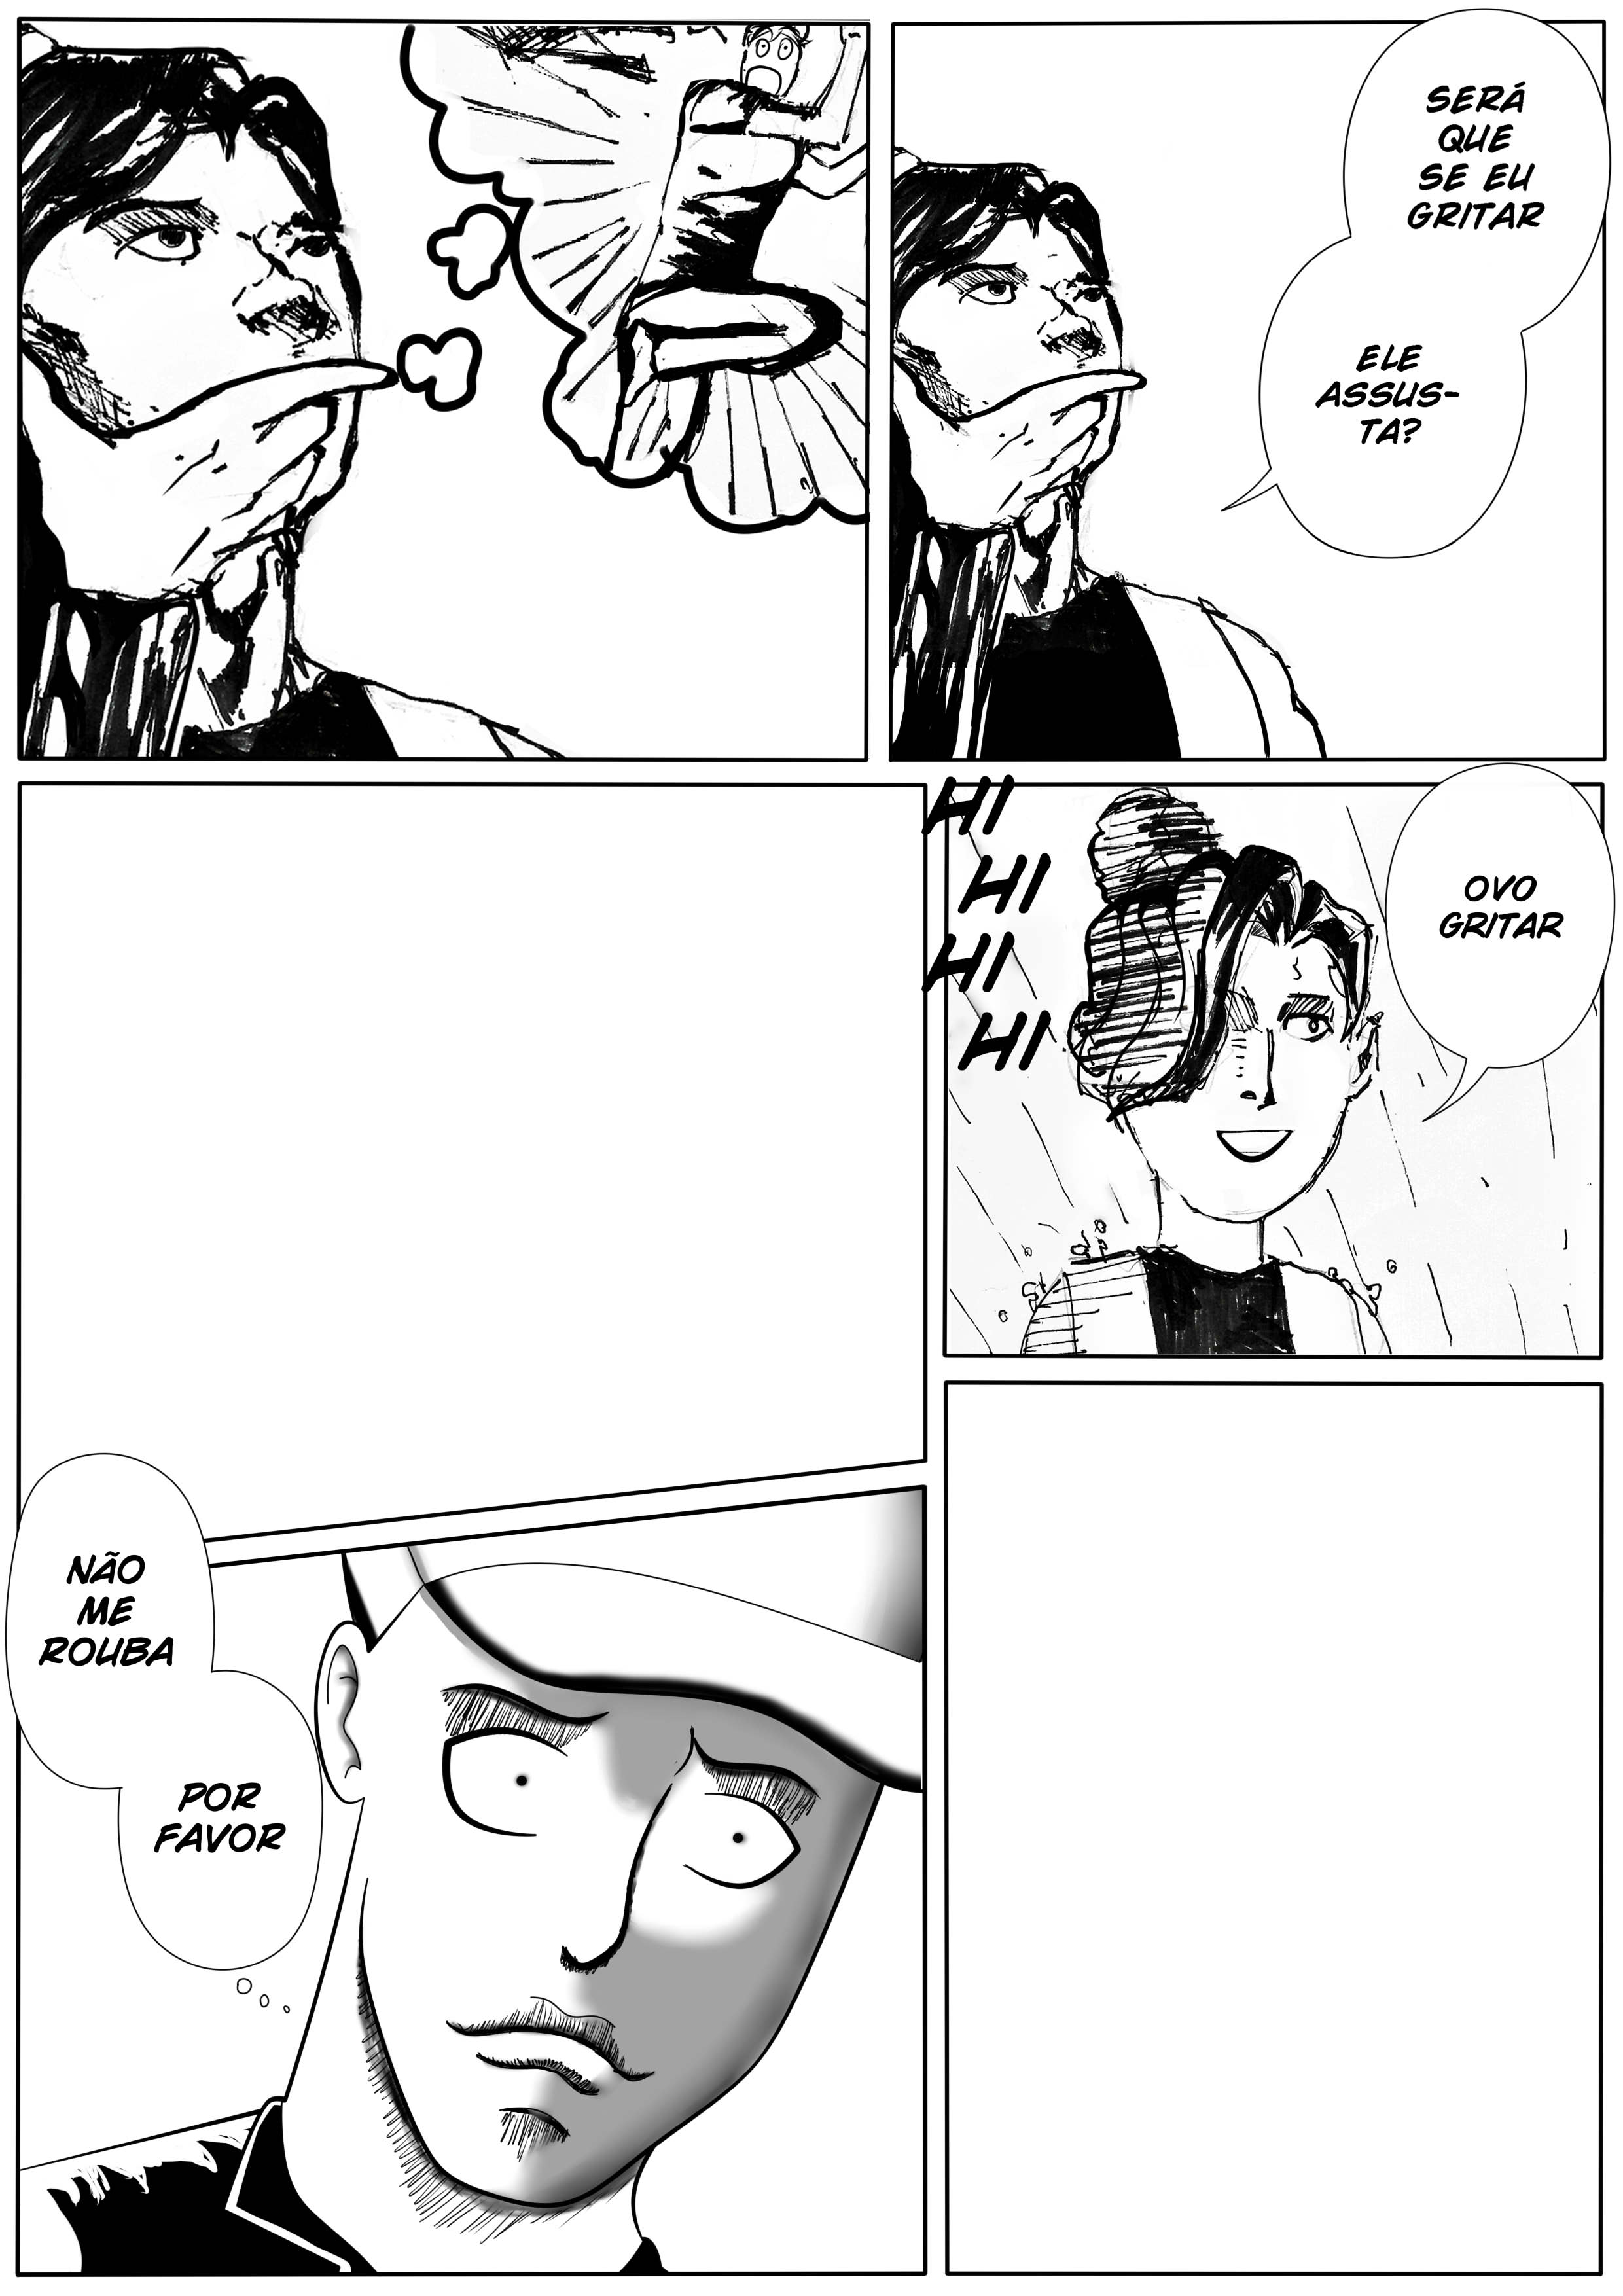 SERÁ
QUE
SE EU
GRITAR
ELE
ASSUS-
TA?
HI
HI
HI
HI
OVO
GRITAR
NÃO
ME
ROUBA
POR
FAVOR